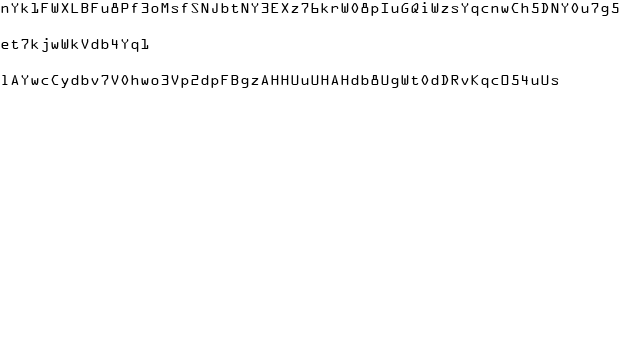 nYk1FWXLBFu8Pf3oMsfSNJbtNY3EXz76krW08pIuGQiWzsYqcnwCh5DNY0u7g5
et7kjwWkVdb4Yq1
1AYwcCydbv7V0hwo3Vp2dpFBgzAHHUuUHAHdb8UgWt0dDRvKqcO54uUs